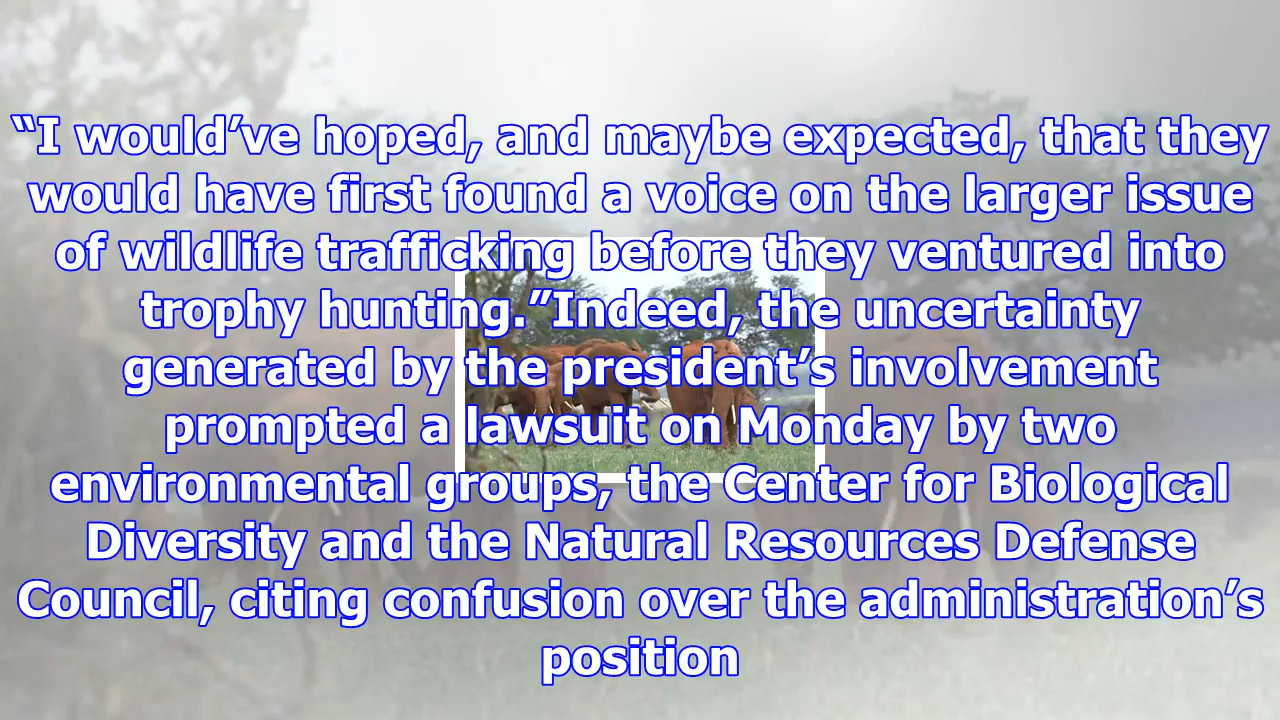 “I would’ve hoped, and maybe expected, that they
would have first found a voice on the larger issue
of wildlife trafficking before they ventured into
trophy hunting.”Indeed, the uncertainty
generated by the president’s involvement
prompted a lawsuit on Monday by two
environmental groups, the Center for Biological
Diversity and the Natural Resources Defense
Council, citing confusion over the administration’s
position